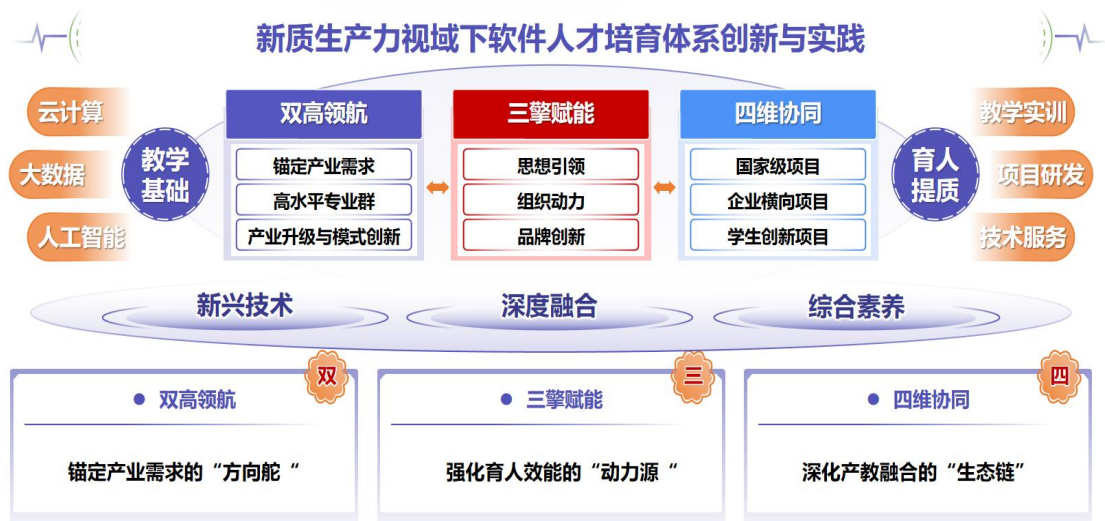 新质生产力视域下软件人才培育体系创新与实践
云计算
大数据
人工智能
教学
基础
双高领航
锚定产业需求
高水平专业群
产业升级与模式创新
三擎赋能
思想引领
组织动力
品牌创新
四维协同
国家级项目
企业横向项目
学生创新项目
育人
提质
教学实训
项目研发
技术服务
新兴技术
深度融合
综合素养
双
● 双高领航
锚定产业需求的“方向舵“
三
● 三擎赋能
强化育人效能的“动力源“
四
● 四维协同
深化产教融合的“生态链”